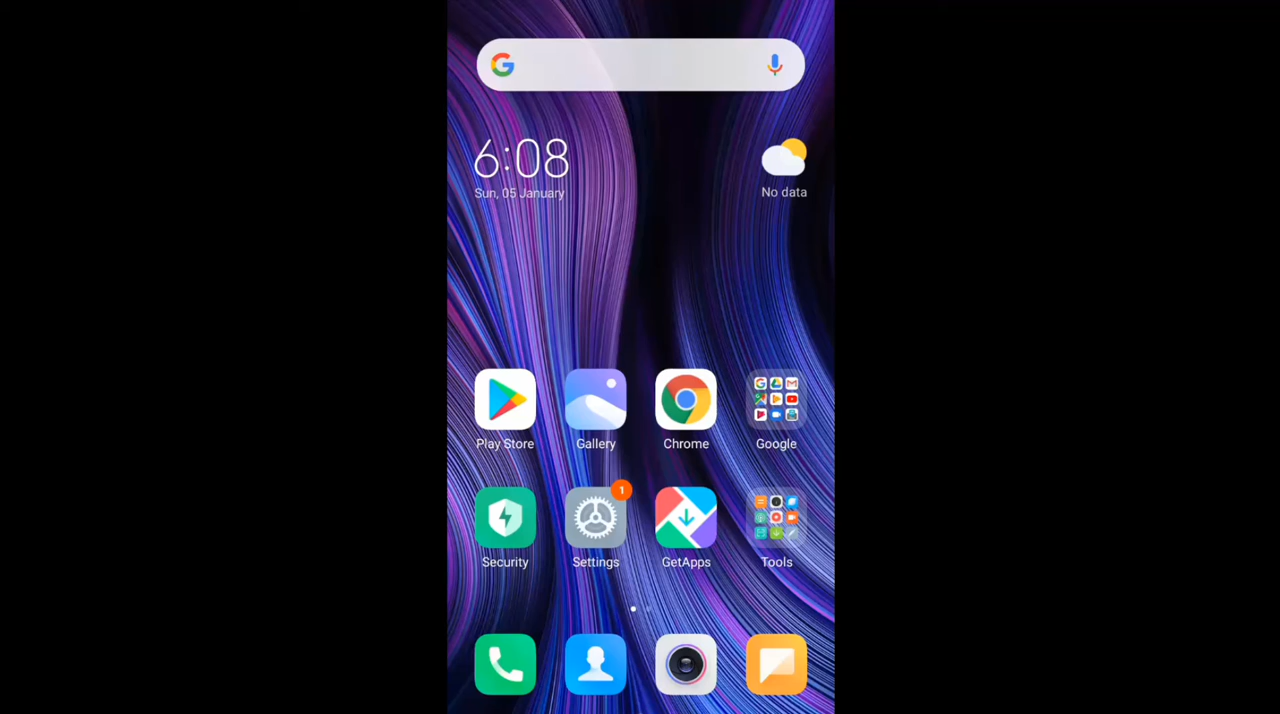 6:08
Sun, 05 January
No data
Play Store
Gallery
Chrome
Google
1
Security
Settings
GetApps
Tools